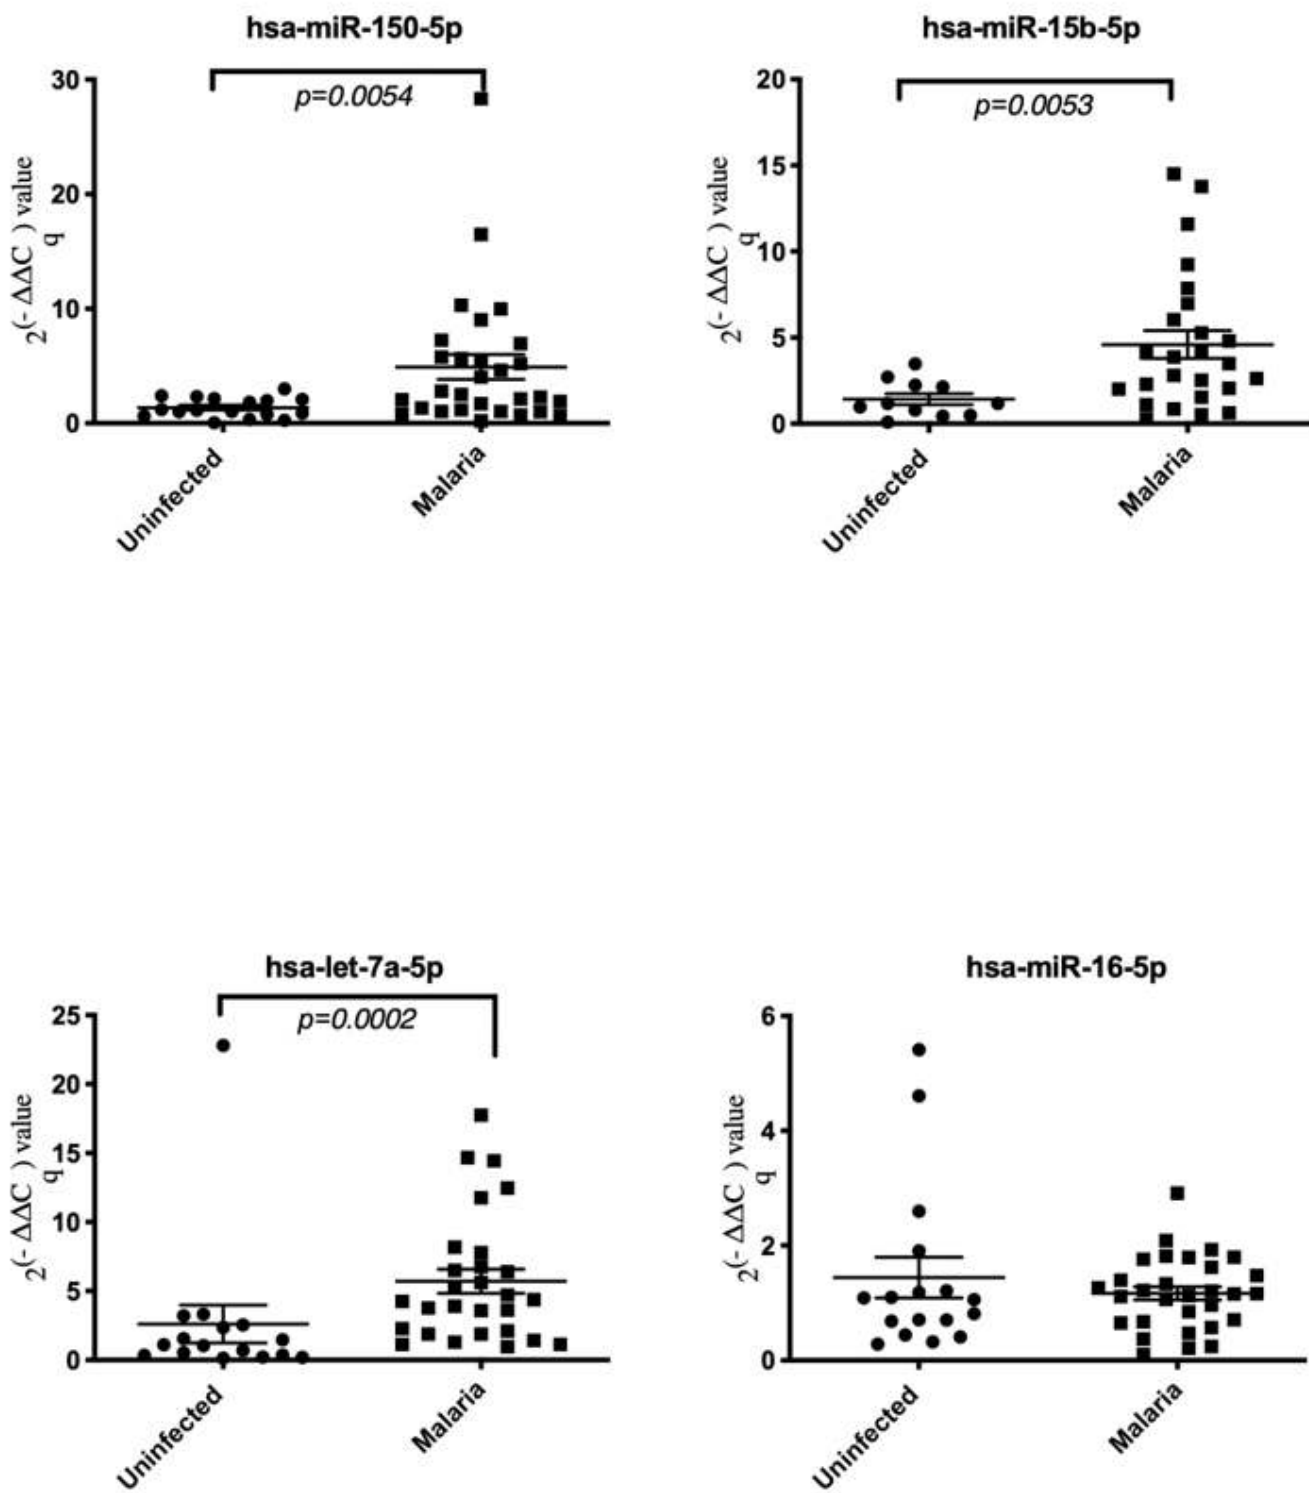 hsa-miR-150-5p
p=0.0054
30
20
10
0
2(- ΔΔCq) value
Uninfected
Malaria
hsa-miR-15b-5p
p=0.0053
20
15
10
5
0
2(- ΔΔCq) value
Uninfected
Malaria
hsa-let-7a-5p
p=0.0002
25
20
15
10
5
0
2(- ΔΔCq) value
Uninfected
Malaria
hsa-miR-16-5p
6
4
2
0
2(- ΔΔCq) value
Uninfected
Malaria